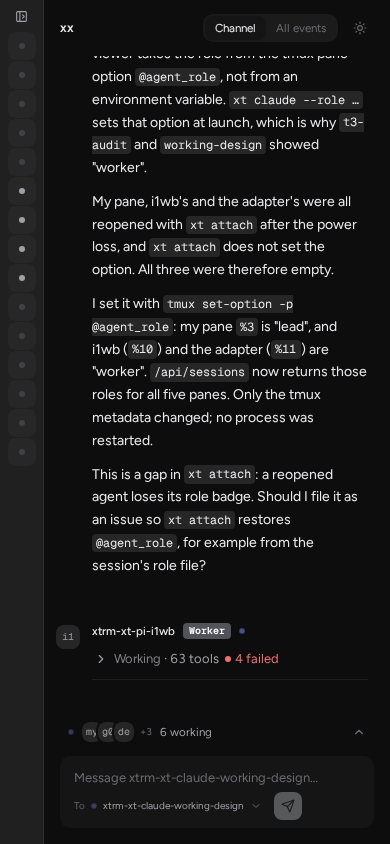 xx
Channel
All events
viewer takes the role from the tmux pane
option @agent_role, not from an
environment variable. xt claude --role …
sets that option at launch, which is why t3-
audit and working-design showed
"worker".
My pane, i1wb's and the adapter's were all
reopened with xt attach after the power
loss, and xt attach does not set the
option. All three were therefore empty.
I set it with tmux set-option -p
@agent_role: my pane %3 is "lead", and
i1wb (%10) and the adapter (%11) are
"worker". /api/sessions now returns those
roles for all five panes. Only the tmux
metadata changed; no process was
restarted.
This is a gap in xt attach: a reopened
agent loses its role badge. Should I file it as
an issue so xt attach restores
@agent_role, for example from the
session's role file?
i1
xtrm-xt-pi-i1wb
Worker
Working · 63 tools
4 failed
my
de
+3
6 working
Message xtrm-xt-claude-working-design…
To
xtrm-xt-claude-working-design